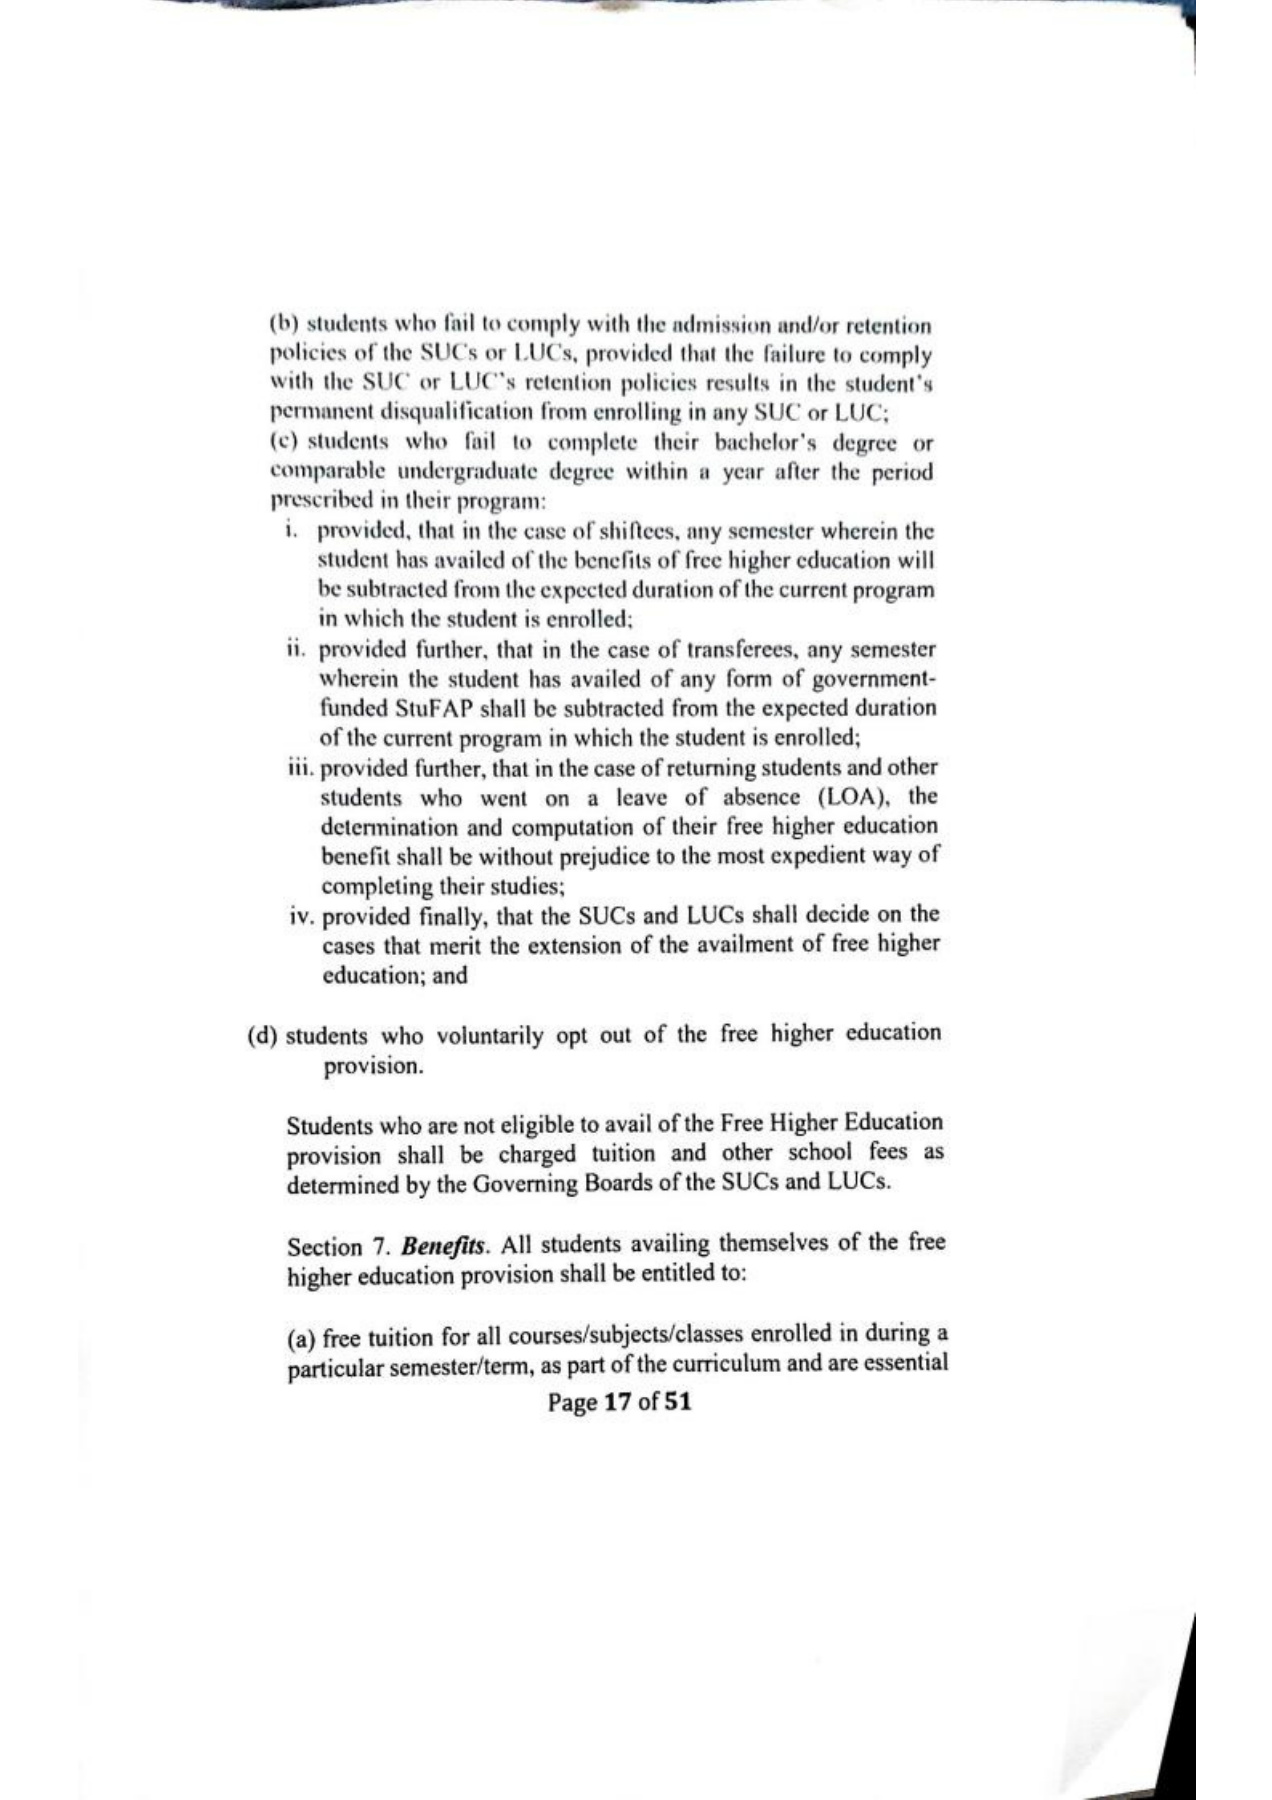 (b) students who fail to comply with the admission and/or retention
policies of the SUCs or LUCs, provided that the failure to comply
with the SUC or LUC"s retention policies results in the student's
permanent disqualification from enrolling in any SUC or LUC;
(c) students who fail to complete their bachelor's degree or
comparable undergraduate degree within a year after the period
prescribed in their program:
i. provided, that in the case of shiftees, any semester wherein the
student has availed of the benefits of free higher education will
be subtracted from the expected duration of the current program
in which the student is enrolled;
ii. provided further, that in the case of transferees, any semester
wherein the student has availed of any form of government-
funded StuFAP shall be subtracted from the expected duration
of the current program in which the student is enrolled;
iii. provided further, that in the case of returning students and other
students who went on a leave of absence (LOA), the
determination and computation of their free higher education
benefit shall be without prejudice to the most expedient way of
completing their studies;
iv. provided finally, that the SUCs and LUCs shall decide on the
cases that merit the extension of the availment of free higher
education; and
(d) students who voluntarily opt out of the free higher education
provision.
Students who are not eligible to avail of the Free Higher Education
provision shall be charged tuition and other school fees as
determined by the Governing Boards of the SUCs and LUCs.
Section 7. Benefits. All students availing themselves of the free
higher education provision shall be entitled to:
(a) free tuition for all courses/subjects/classes enrolled in during a
particular semester/term, as part of the curriculum and are essential
Page 17 of 51